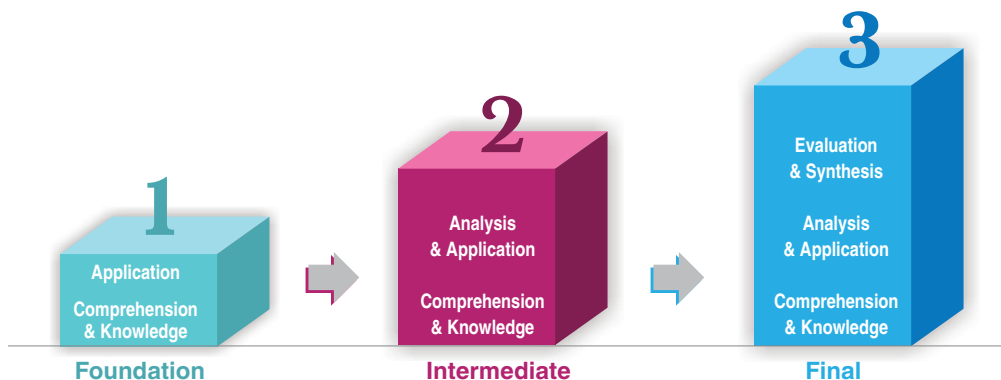 1
Application
Comprehension
& Knowledge
Foundation
2
Analysis
& Application
Comprehension
& Knowledge
Intermediate
3
Evaluation
& Synthesis
Analysis
& Application
Comprehension
& Knowledge
Final